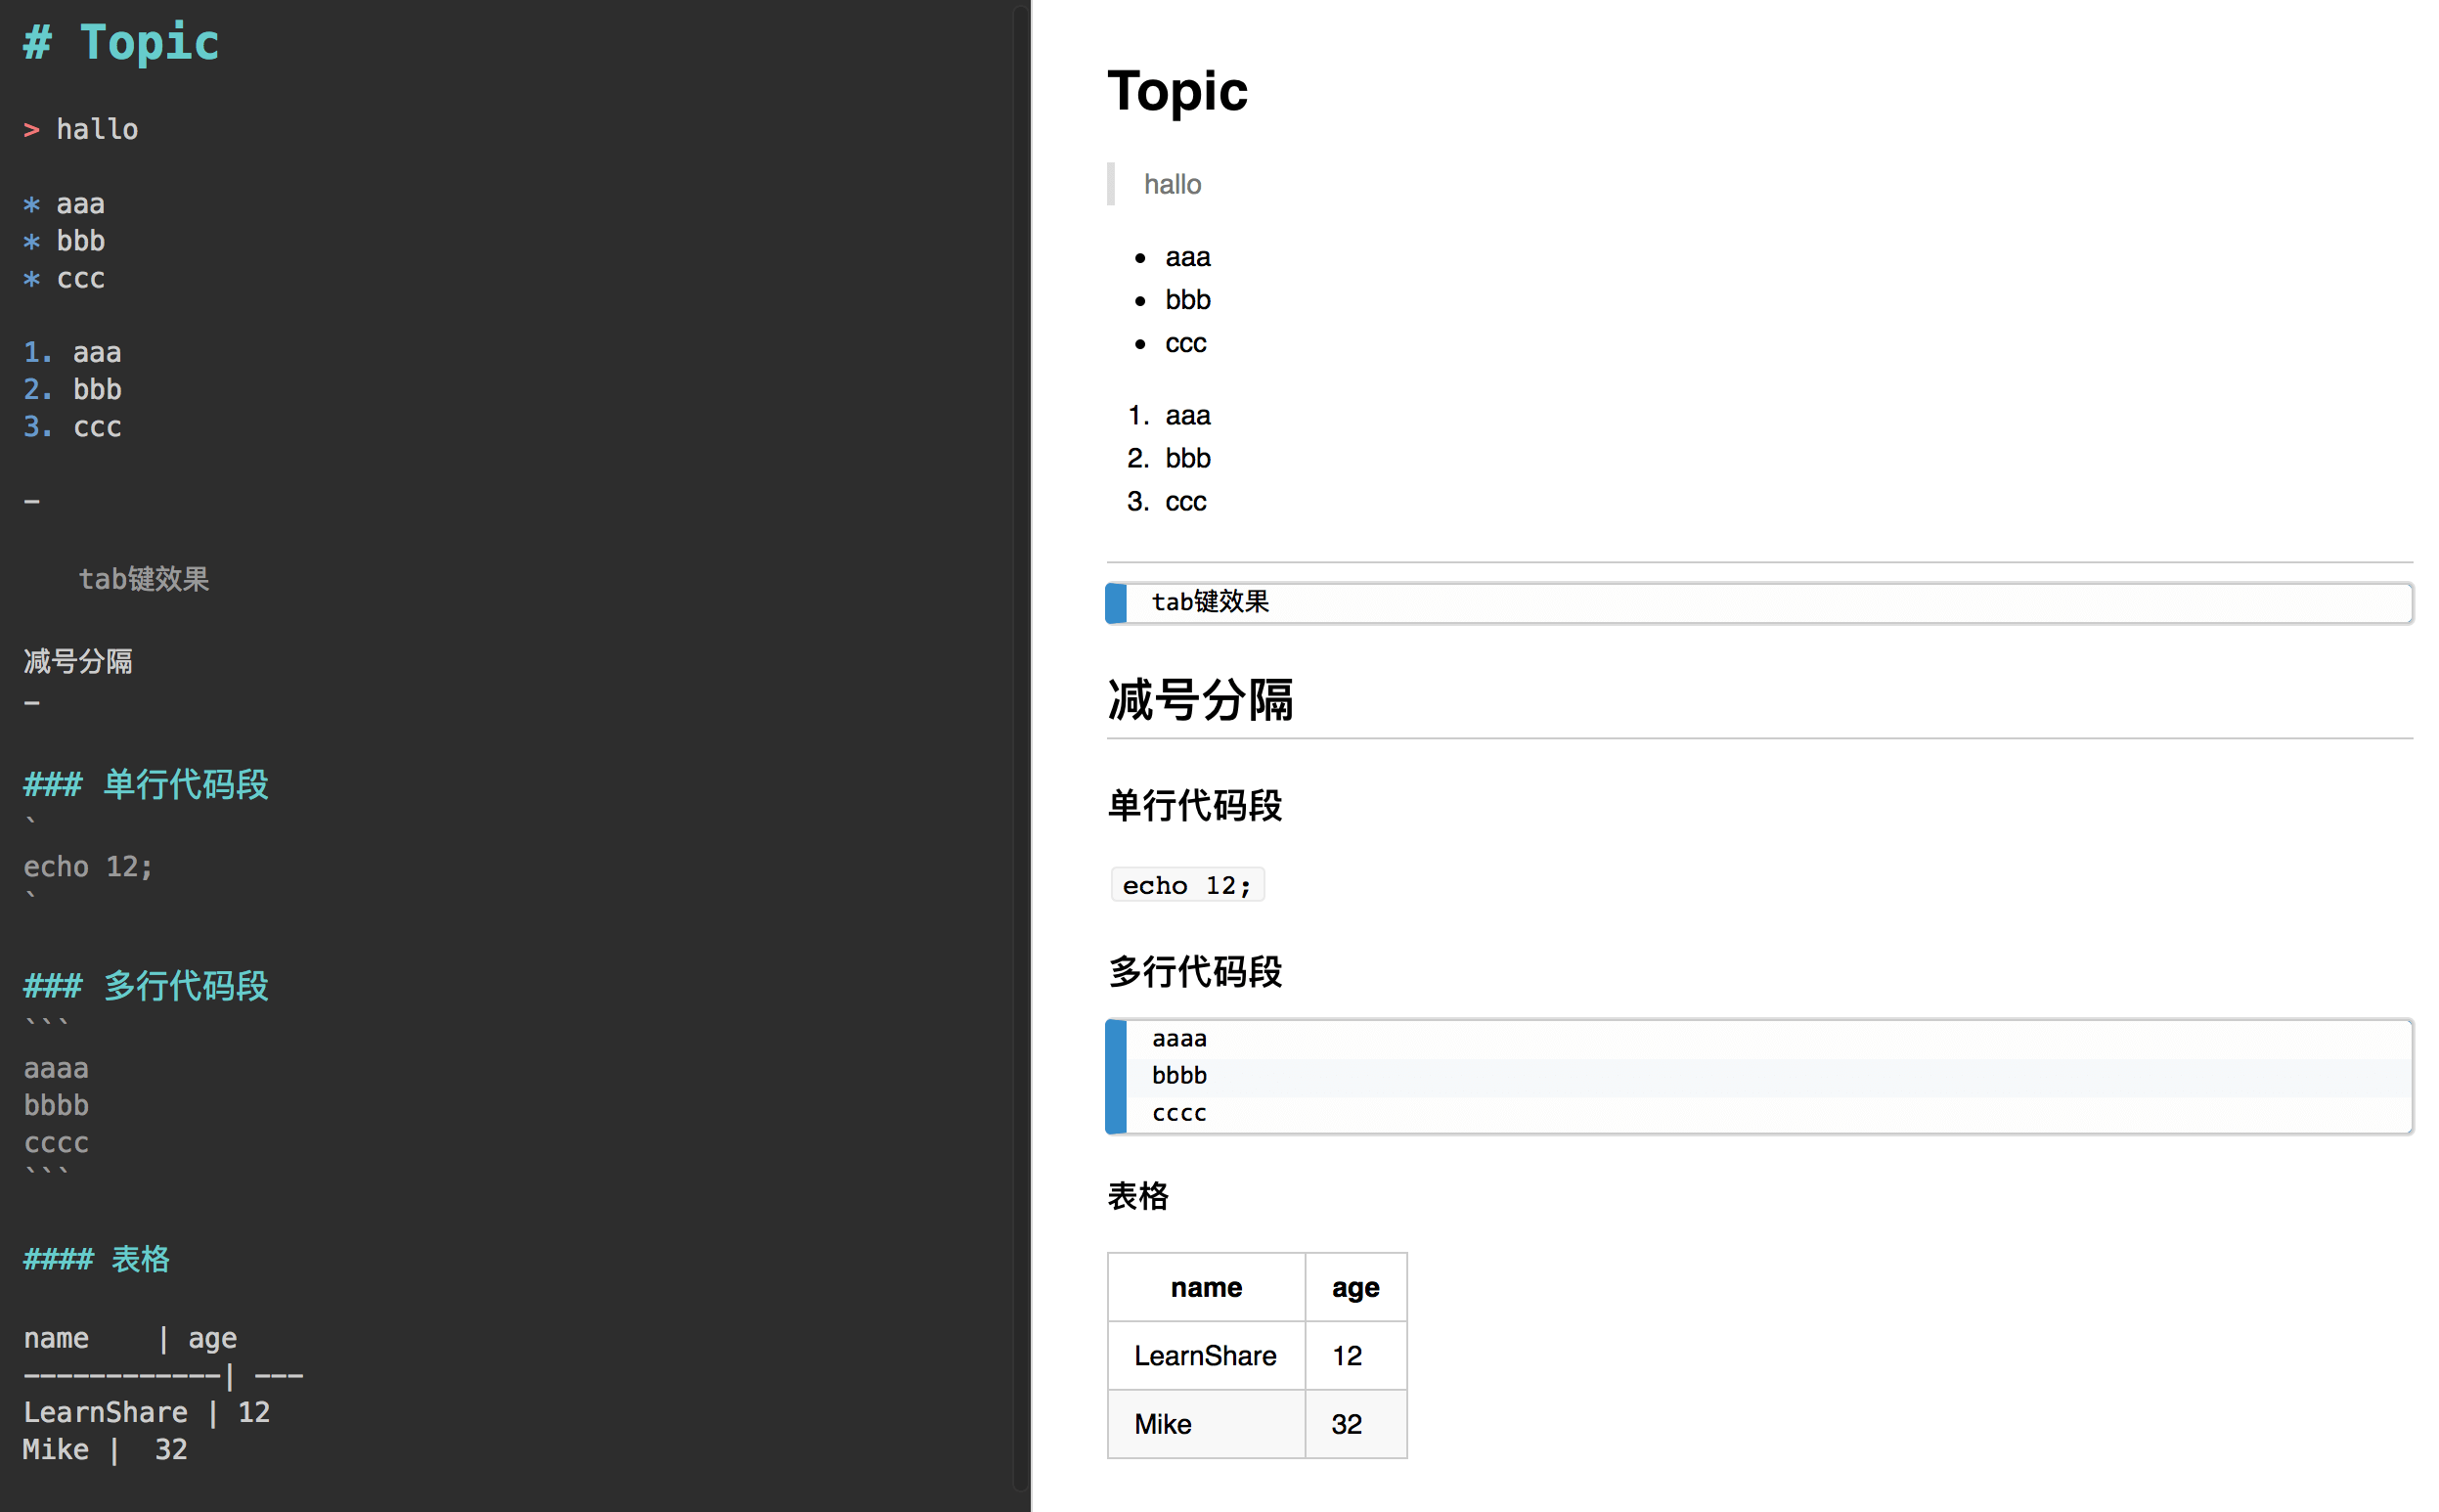 # Topic
> hallo
* aaa
* bbb
* ccc
1. aaa
2. bbb
3. ccc
-
tab键效果
减号分隔
-
### 单行代码段
`
echo 12;
`
### 多行代码段
```
aaaa
bbbb
cccc
```
#### 表格
name    | age
------------| ---
LearnShare | 12
Mike |  32
Topic
hallo
• aaa
• bbb
• ccc
1. aaa
2. bbb
3. ccc
tab键效果
减号分隔
单行代码段
echo 12;
多行代码段
aaaa
bbbb
cccc
表格
name age
LearnShare 12
Mike 32